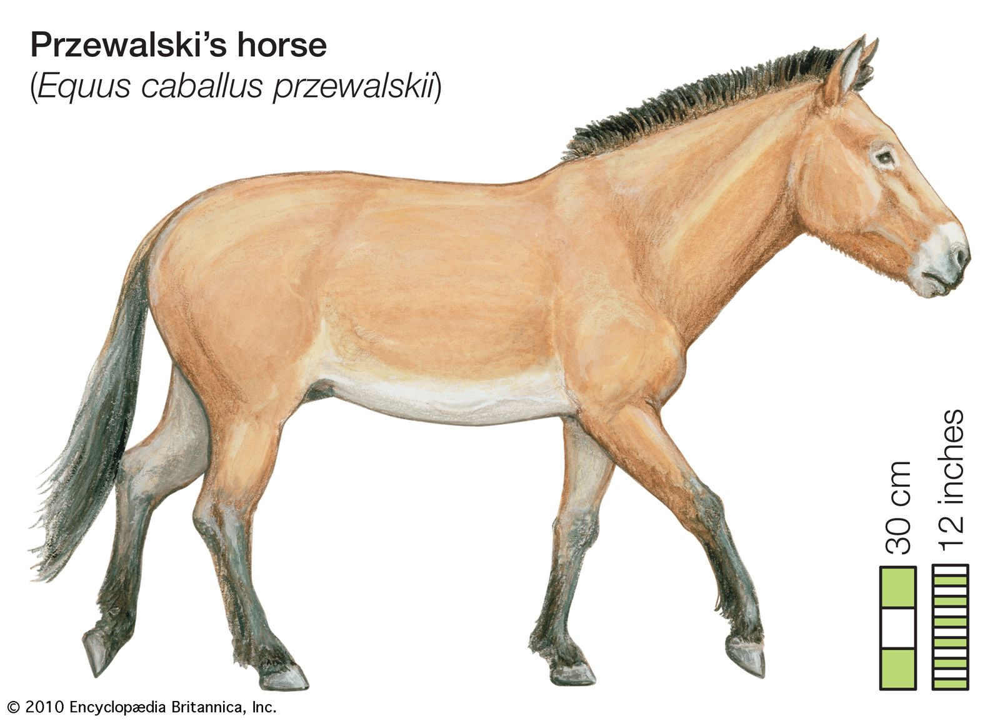 Przewalski’s horse
(Equus caballus przewalskii)
30 cm
12 inches
© 2010 Encyclopædia Britannica, Inc.